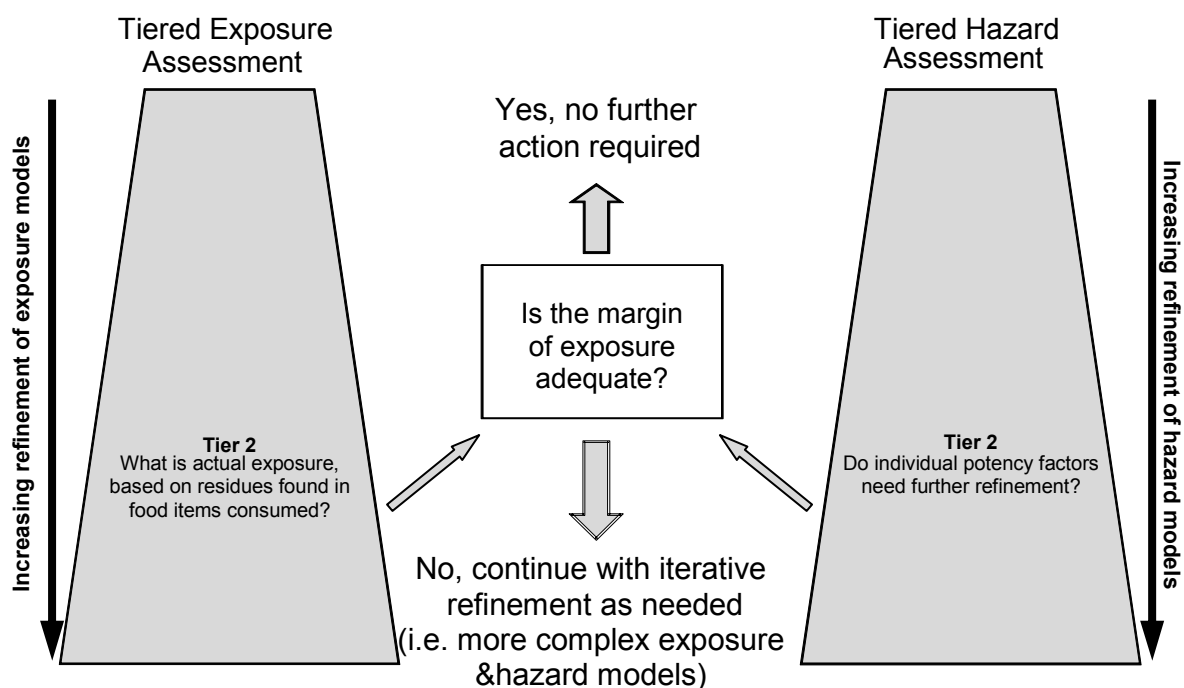 Tiered Exposure
Assessment
Tiered Hazard
Assessment
Increasing refinement of exposure models
Yes, no further
action required
Is the margin
of exposure
adequate?
Tier 2
What is actual exposure,
based on residues found in
food items consumed?
Tier 2
Do individual potency factors
need further refinement?
No, continue with iterative
refinement as needed
(i.e. more complex exposure
&hazard models)
Increasing refinement of hazard models